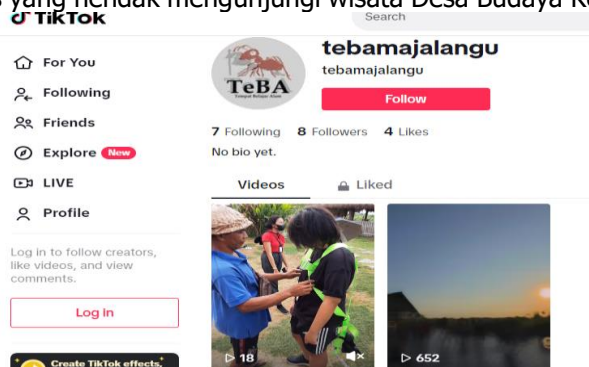 yang hendak mengunjungi wisata Desa Budaya
TikTok
Search
For You
Following
Friends
Explore New
LIVE
Profile
Log in to follow creators,
like videos, and view
comments.
Log In
Create TikTok effects,
TeBA
tebamajalangu
tebamajalangu
Follow
7 Following 8 Followers 4 Likes
No bio yet.
Videos Liked
18
652